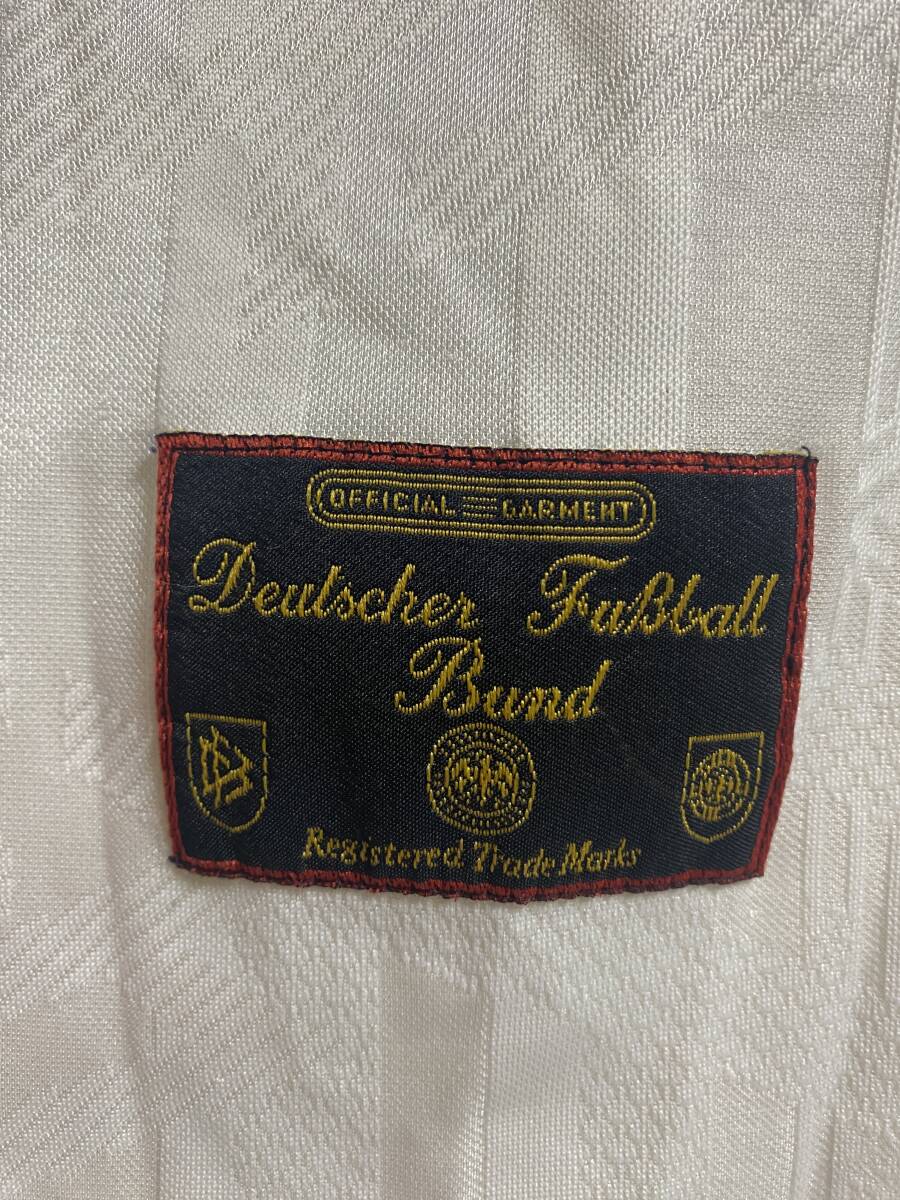 OFFICIAL GARMENT
Deutscher Fußball
Bund
Registered Trade Marks